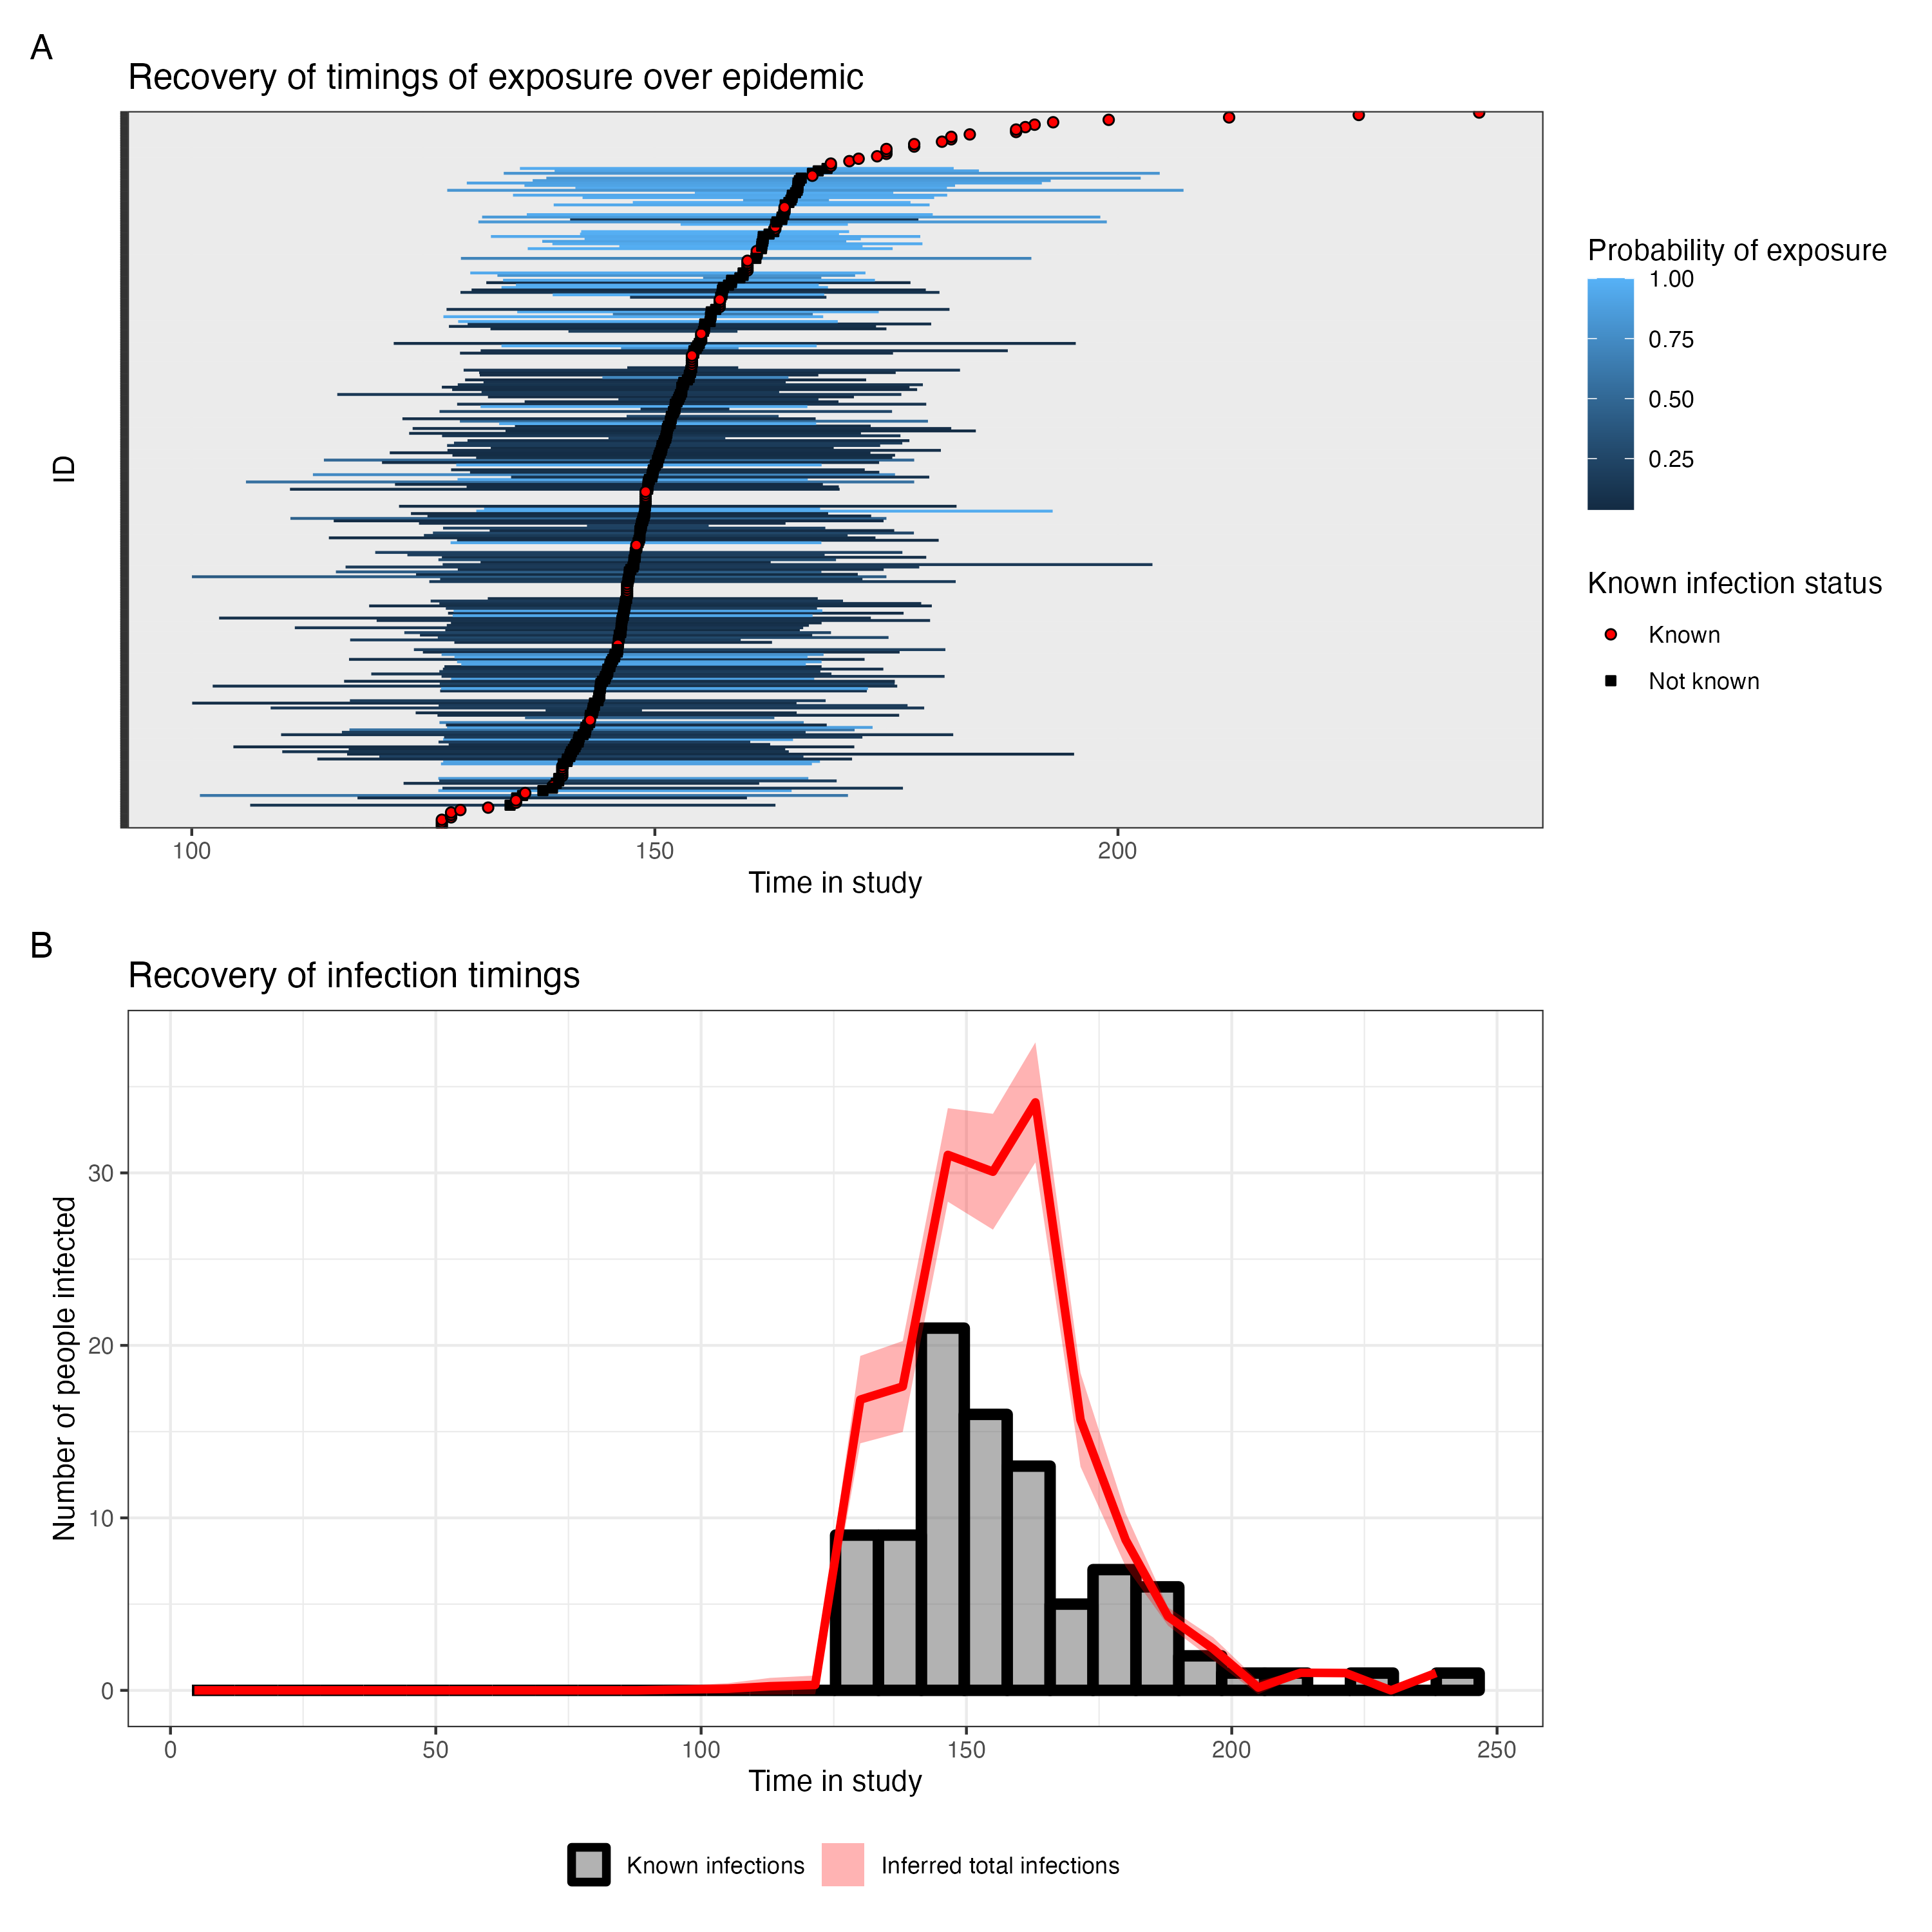 A
Recovery of timings of exposure over epidemic
ID
100 150 200
Time in study
Probability of exposure
1.00
0.75
0.50
0.25
Known infection status
Known
Not known
B
Recovery of infection timings
Number of people infected
30
20
10
0
0 50 100 150 200 250
Time in study
Known infections Inferred total infections